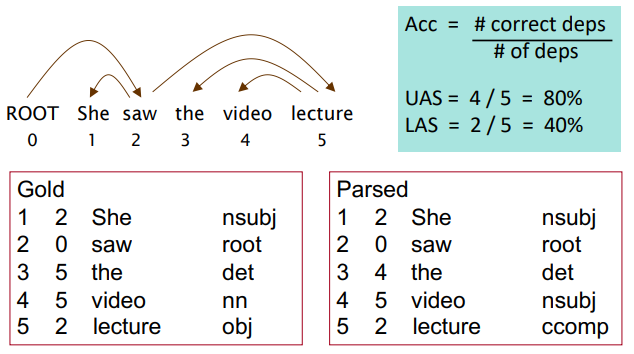 Acc = # correct deps
# of deps
UAS = 4 / 5 = 80%
LAS = 2 / 5 = 40%
ROOT She saw the video lecture
0 1 2 3 4 5
Gold
1 2 She nsubj
2 0 saw root
3 5 the det
4 5 video nn
5 2 lecture obj
Parsed
1 2 She nsubj
2 0 saw root
3 4 the det
4 5 video nsubj
5 2 lecture ccomp